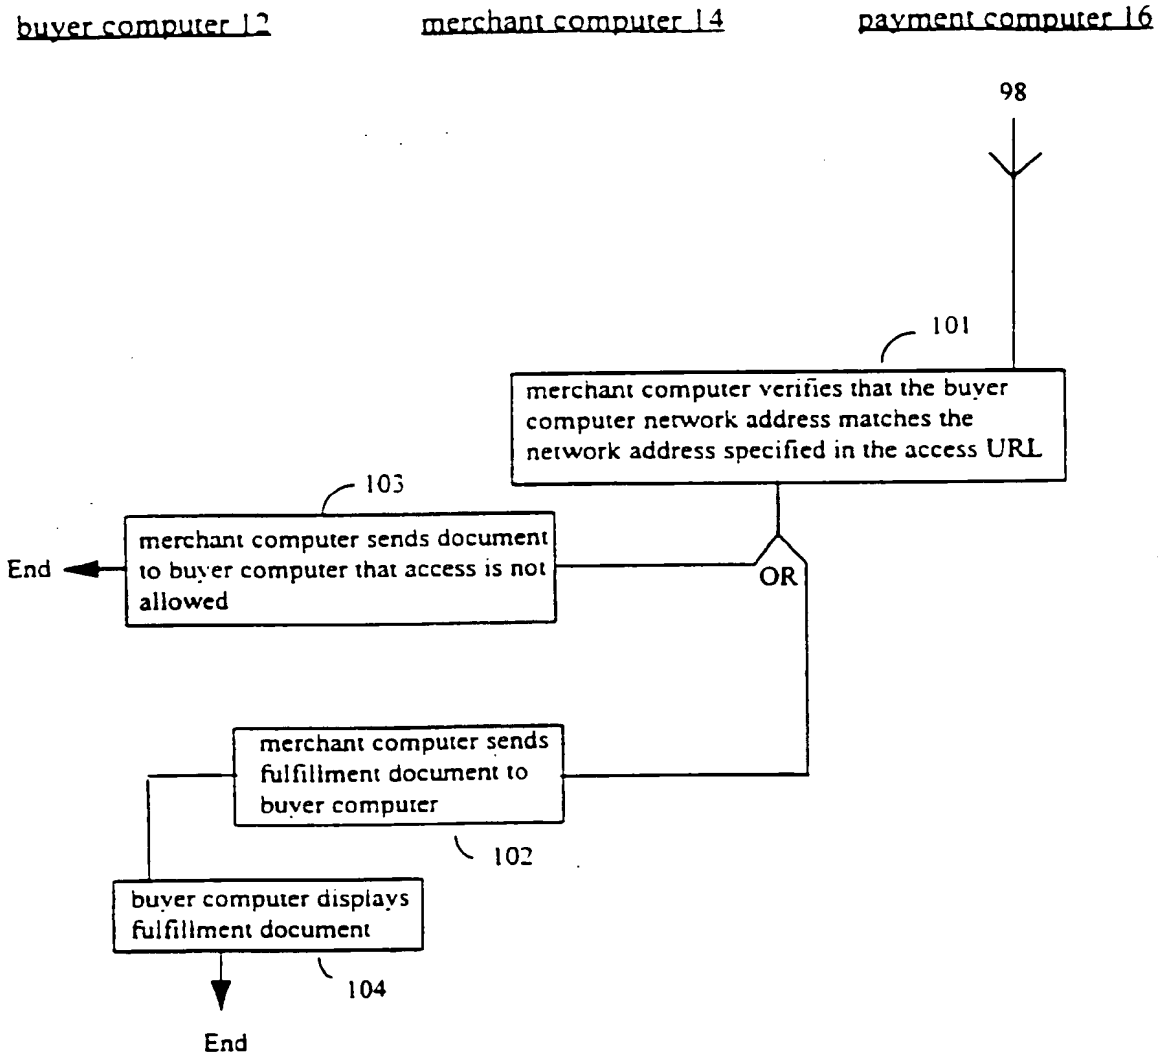 buyer computer 12
merchant computer 14
payment computer 16
98
101
merchant computer verifies that the buyer
computer network address matches the
network address specified in the access URL
103
merchant computer sends document
to buyer computer that access is not
allowed
End
OR
merchant computer sends
fulfillment document to
buyer computer
102
buyer computer displays
fulfillment document
104
End